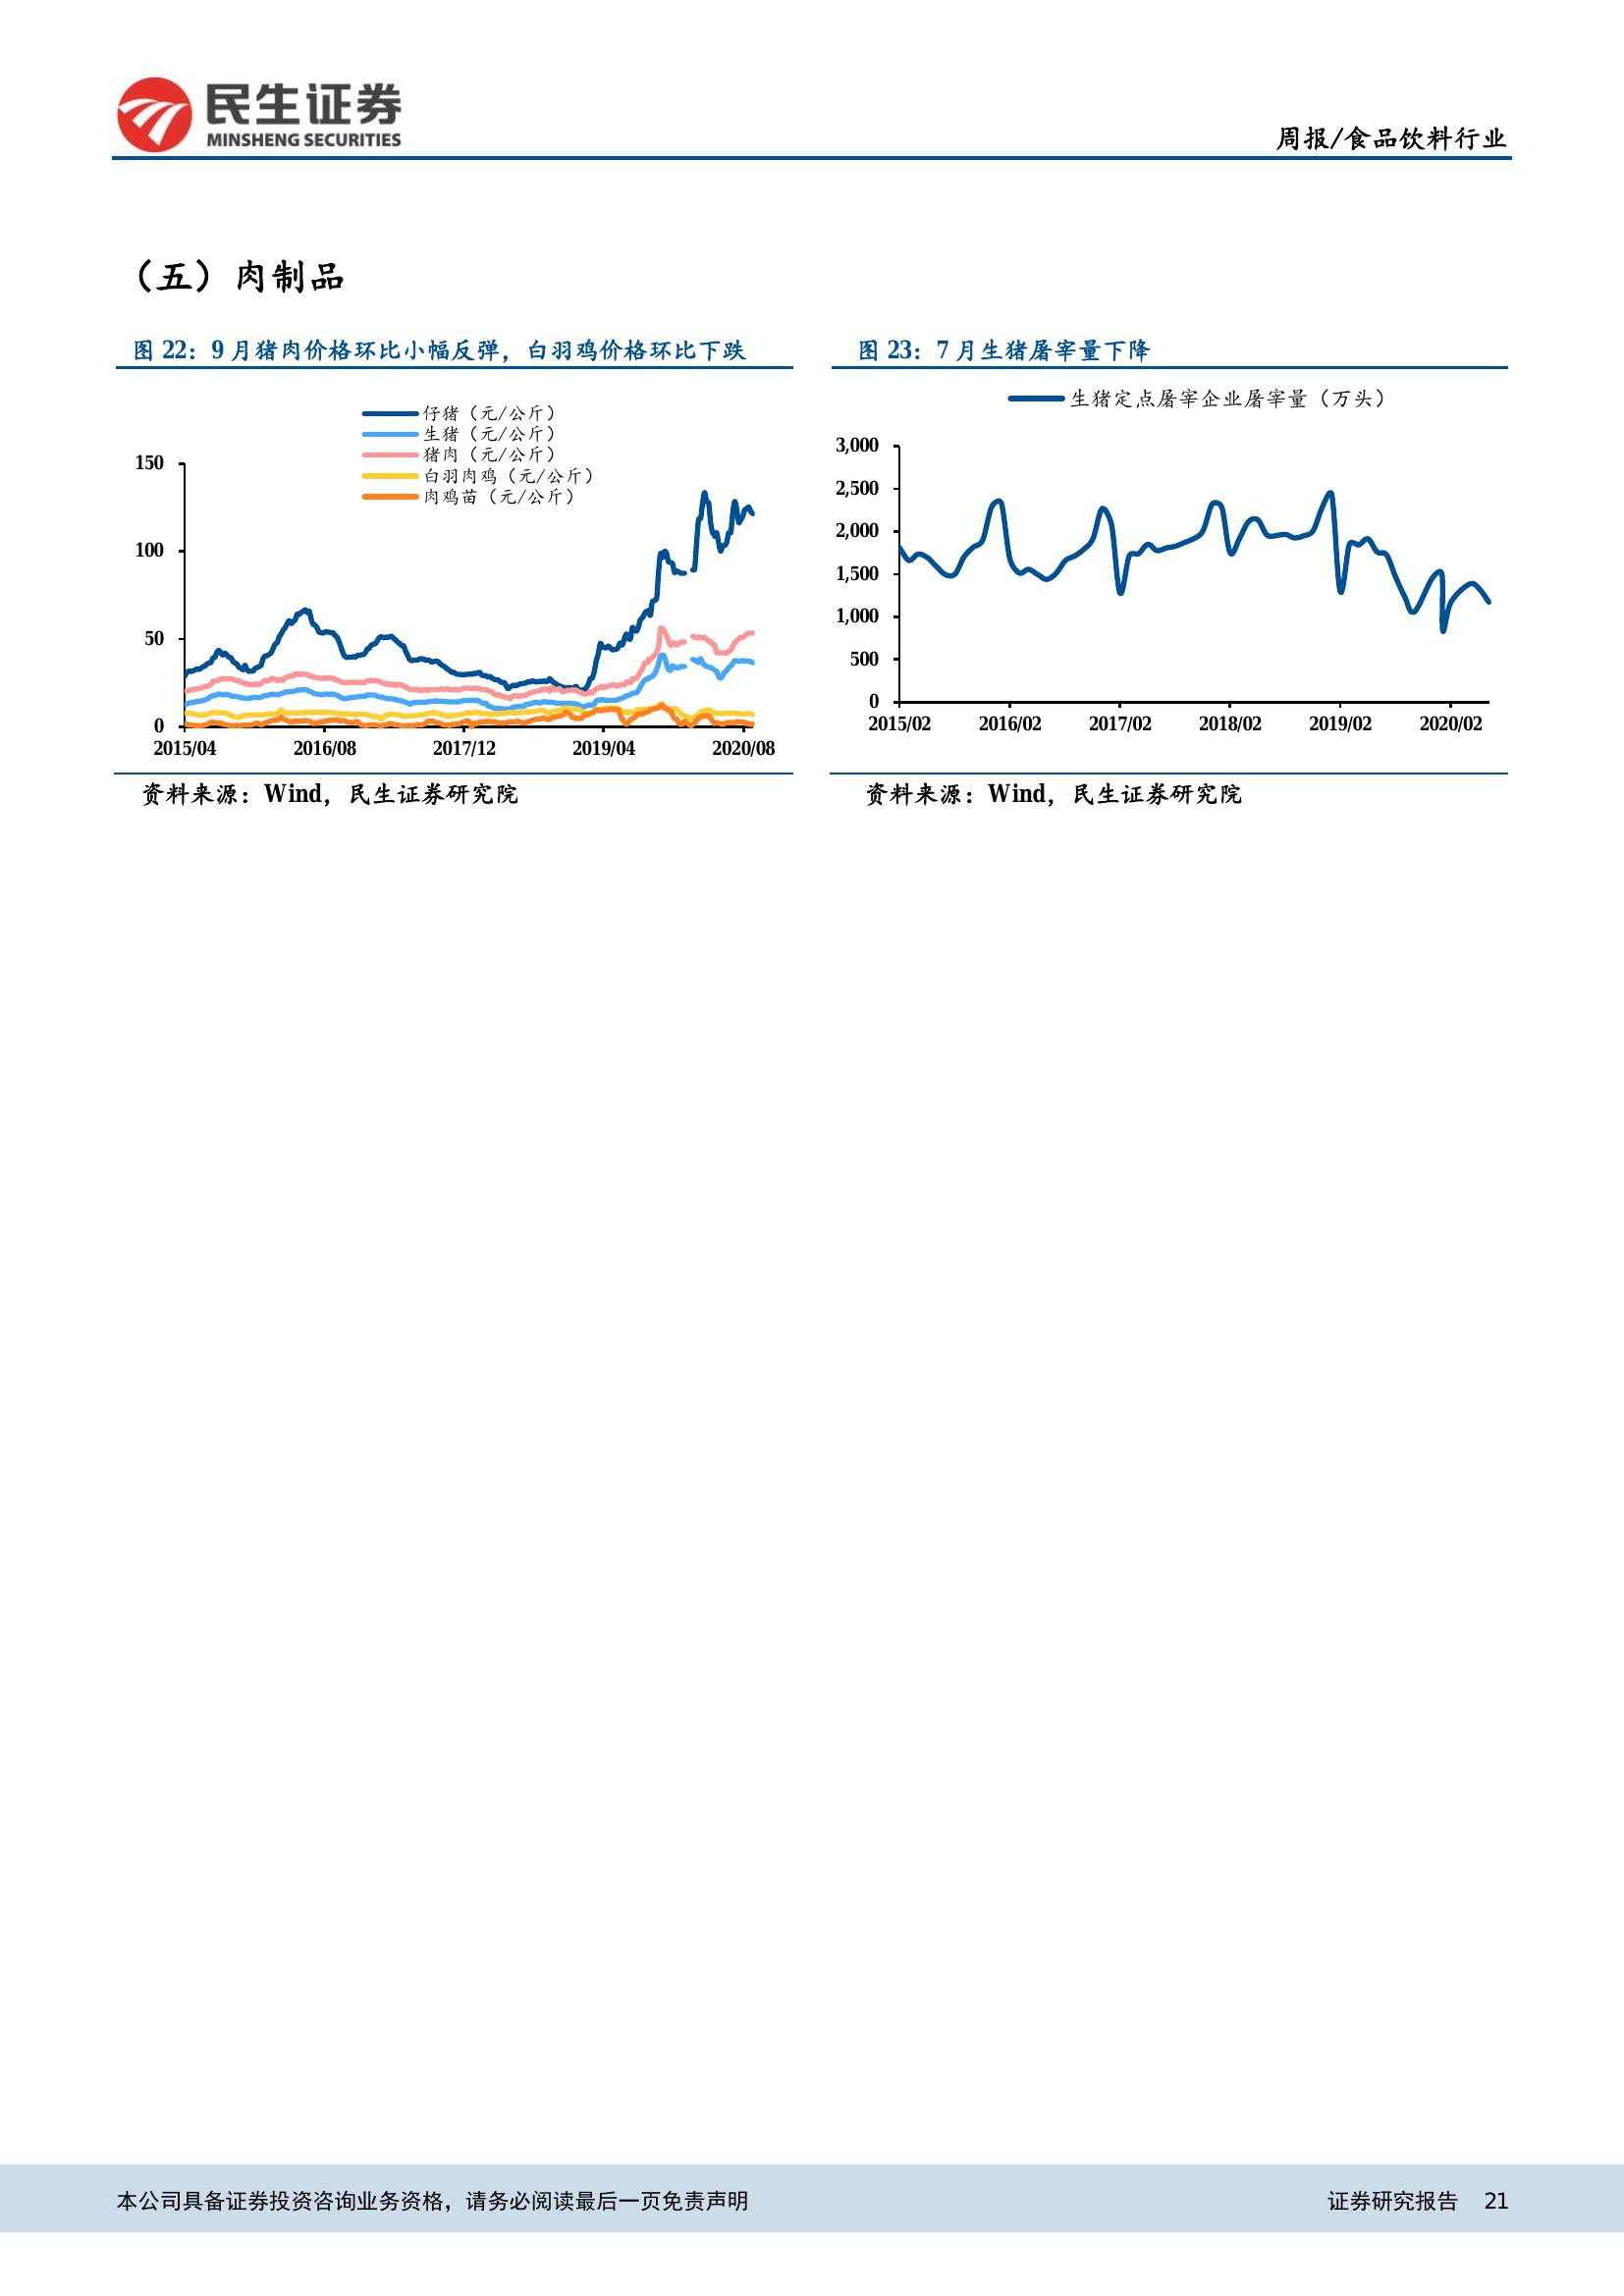 民生证券
MINSHENG SECURITIES
周报/食品饮料行业
（五）肉制品
图 22：9 月猪肉价格环比小幅反弹，白羽鸡价格环比下跌
仔猪（元/公斤）
生猪（元/公斤）
猪肉（元/公斤）
白羽肉鸡（元/公斤）
肉鸡苗（元/公斤）
150
100
50
0
2015/04 2016/08 2017/12 2019/04 2020/08
资料来源：Wind，民生证券研究院
图 23：7 月生猪屠宰量下降
生猪定点屠宰企业屠宰量（万头）
3,000
2,500
2,000
1,500
1,000
500
0
2015/02 2016/02 2017/02 2018/02 2019/02 2020/02
资料来源：Wind，民生证券研究院
本公司具备证券投资咨询业务资格，请务必阅读最后一页免责声明
证券研究报告 21